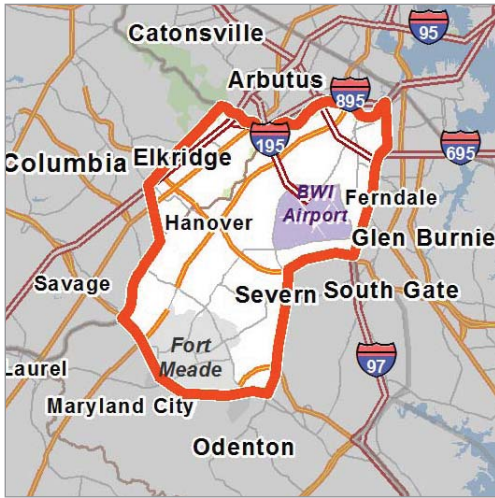 95
Catonsville
Arbutus
895
195
695
Columbia
Elkridge
BWI
Airport
Ferndale
Hanover
Glen Burnie
Savage
Severn
South Gate
Fort
Meade
97
Laurel
Maryland City
Odenton